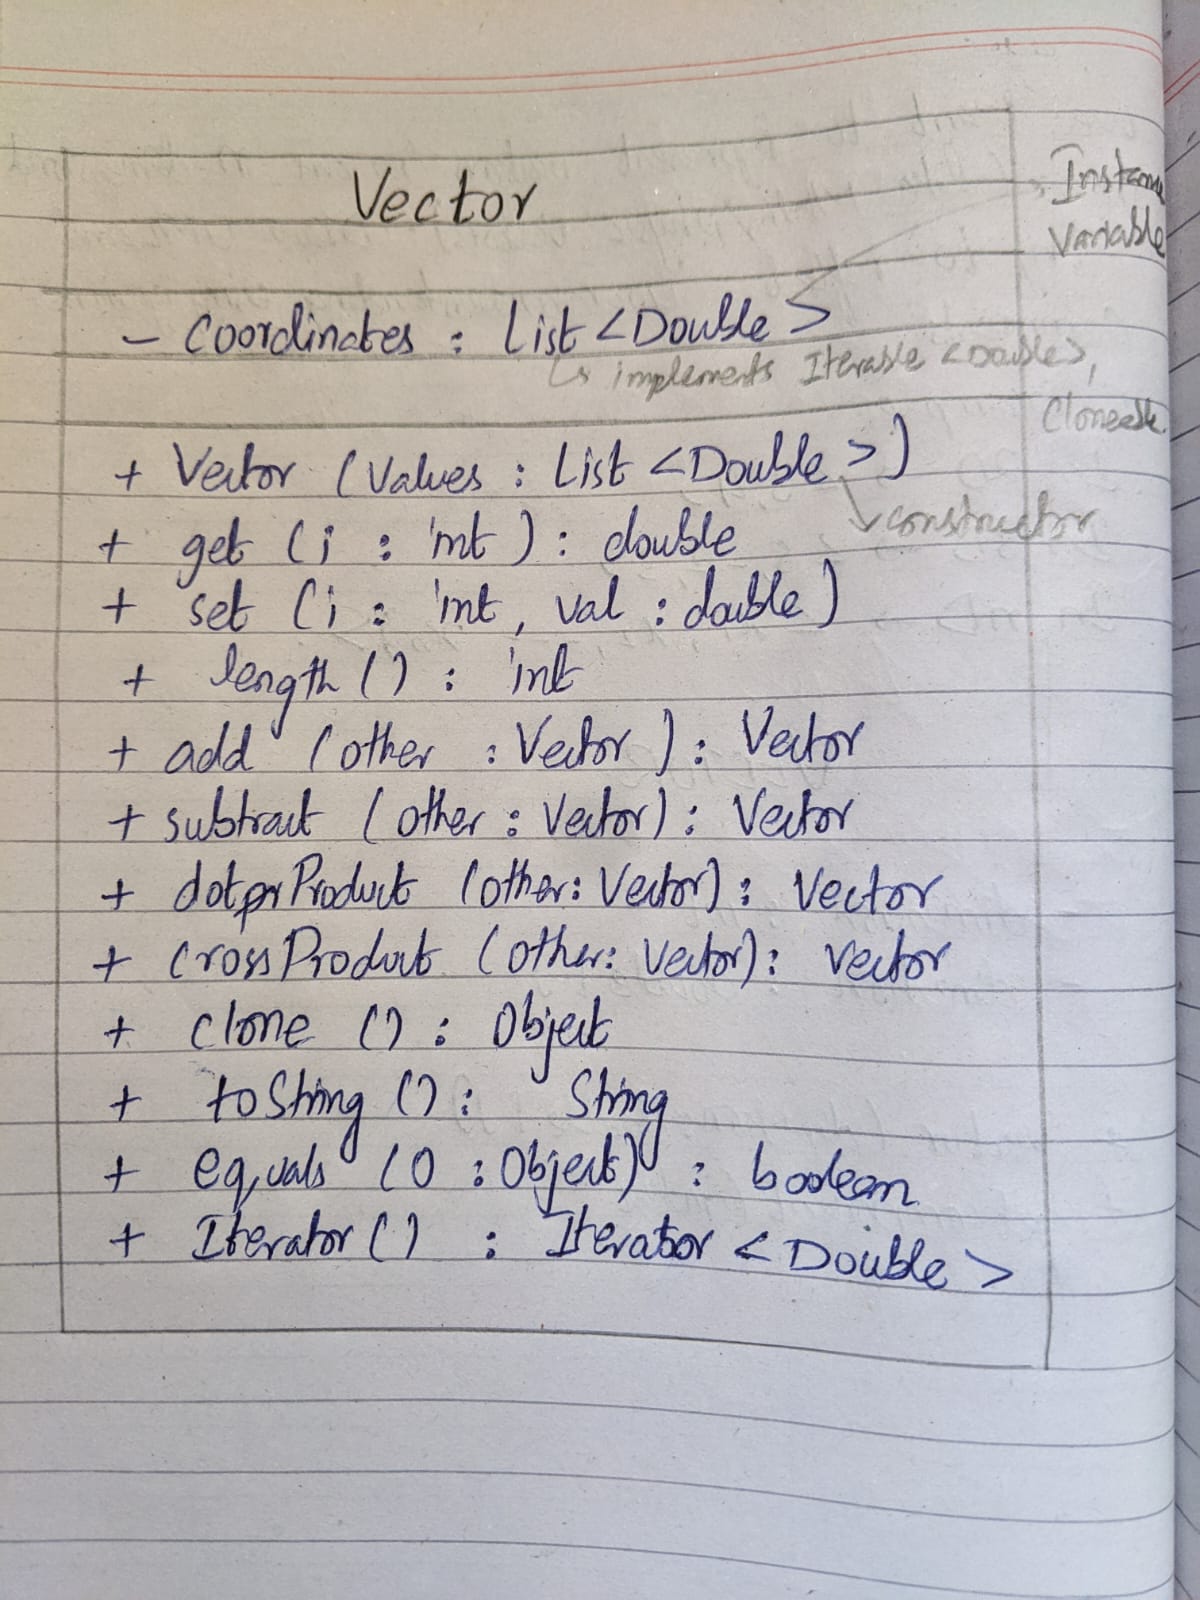 Vector
Instance
Variable
- Coordinates : List <Double>
↳ implements Iterable <Double>,
Cloneable
+ Vector (Values : List <Double>)
↘ constructor
+ get (i : int) : double
+ set (i : int, val : double)
+ length () : int
+ add (other : Vector) : Vector
+ subtract (other : Vector) : Vector
+ dotprProduct (other: Vector) : Vector
+ CrossProduct (other: Vector) : Vector
+ Clone () : Object
+ toString () : String
+ equals (O : Object) : boolean
+ Iterator () : Iterator <Double>